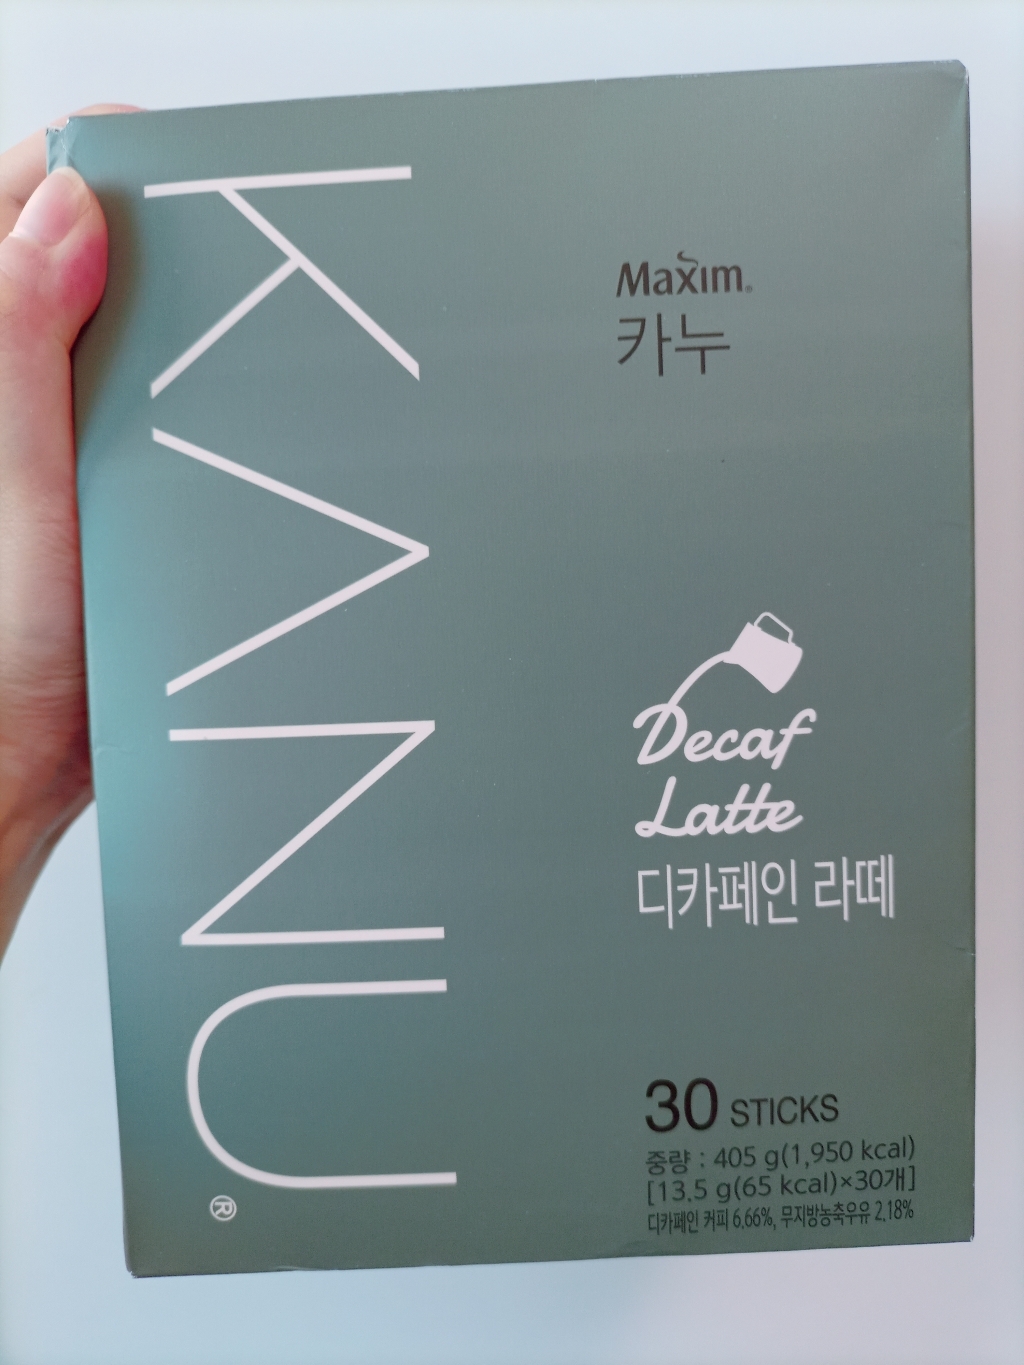 KANU®
Maxim®
카누
Decaf
Latte
디카페인 라떼
30 STICKS
중량 : 405 g(1,950 kcal)
[13.5 g(65 kcal)×30개]
디카페인 커피 6.66%, 무지방농축우유 2.18%